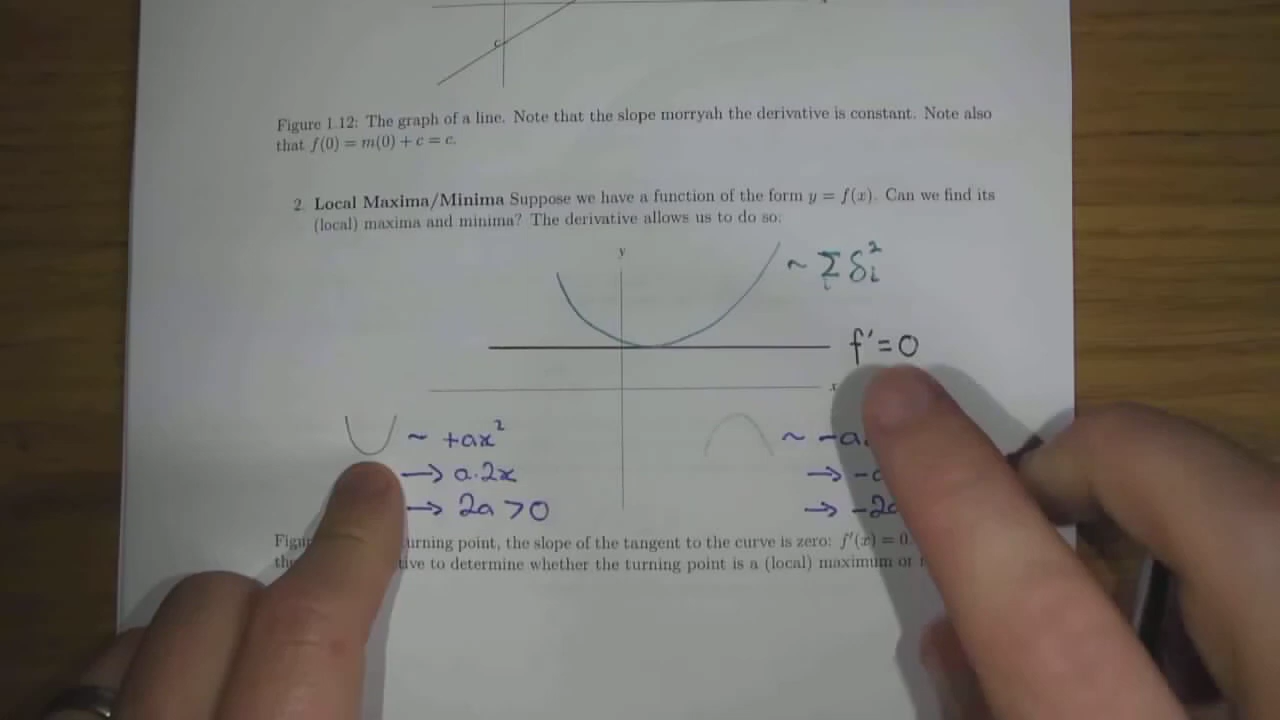 c
Figure 1.12: The graph of a line. Note that the slope morryah the derivative is constant. Note also
that f(0) = m(0) + c = c.
2. Local Maxima/Minima Suppose we have a function of the form y = f(x). Can we find its
(local) maxima and minima? The derivative allows us to do so:
y
~ Σ δᵢ²
i
f' = 0
x
~ +ax² ~ -a
→ a.2x → -
→ 2a > 0 → -2
Figu urning point, the slope of the tangent to the curve is zero: f'(x) = 0.
th tive to determine whether the turning point is a (local) maximum or